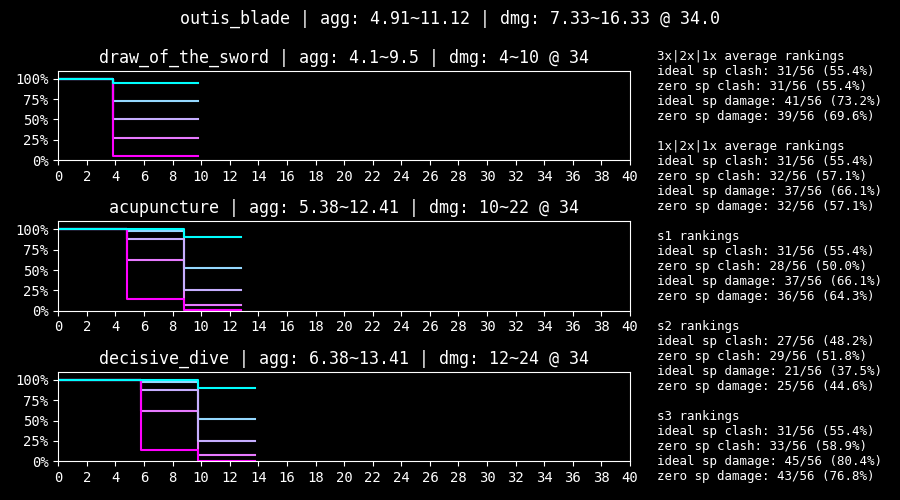 outis_blade | agg: 4.91~11.12 | dmg: 7.33~16.33 @ 34.0
draw_of_the_sword | agg: 4.1~9.5 | dmg: 4~10 @ 34
100%
75%
50%
25%
0%
0 2 4 6 8 10 12 14 16 18 20 22 24 26 28 30 32 34 36 38 40
acupuncture | agg: 5.38~12.41 | dmg: 10~22 @ 34
100%
75%
50%
25%
0%
0 2 4 6 8 10 12 14 16 18 20 22 24 26 28 30 32 34 36 38 40
decisive_dive | agg: 6.38~13.41 | dmg: 12~24 @ 34
100%
75%
50%
25%
0%
0 2 4 6 8 10 12 14 16 18 20 22 24 26 28 30 32 34 36 38 40
3x|2x|1x average rankings
ideal sp clash: 31/56 (55.4%)
zero sp clash: 31/56 (55.4%)
ideal sp damage: 41/56 (73.2%)
zero sp damage: 39/56 (69.6%)
1x|2x|1x average rankings
ideal sp clash: 31/56 (55.4%)
zero sp clash: 32/56 (57.1%)
ideal sp damage: 37/56 (66.1%)
zero sp damage: 32/56 (57.1%)
s1 rankings
ideal sp clash: 31/56 (55.4%)
zero sp clash: 28/56 (50.0%)
ideal sp damage: 37/56 (66.1%)
zero sp damage: 36/56 (64.3%)
s2 rankings
ideal sp clash: 27/56 (48.2%)
zero sp clash: 29/56 (51.8%)
ideal sp damage: 21/56 (37.5%)
zero sp damage: 25/56 (44.6%)
s3 rankings
ideal sp clash: 31/56 (55.4%)
zero sp clash: 33/56 (58.9%)
ideal sp damage: 45/56 (80.4%)
zero sp damage: 43/56 (76.8%)